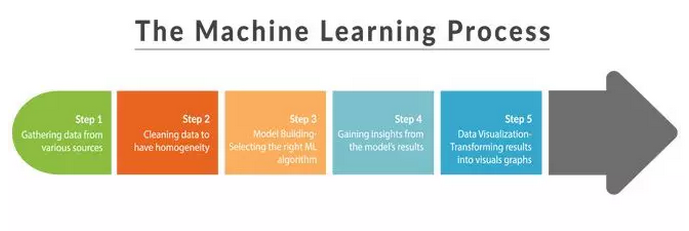 The Machine Learning Process
Step 1
Gathering data from
various sources
Step 2
Cleaning data to
have homogeneity
Step 3
Model Building-
Selecting the right ML
algorithm
Step 4
Gaining insights from
the model's results
Step 5
Data Visualization-
Transforming results
into visuals graphs